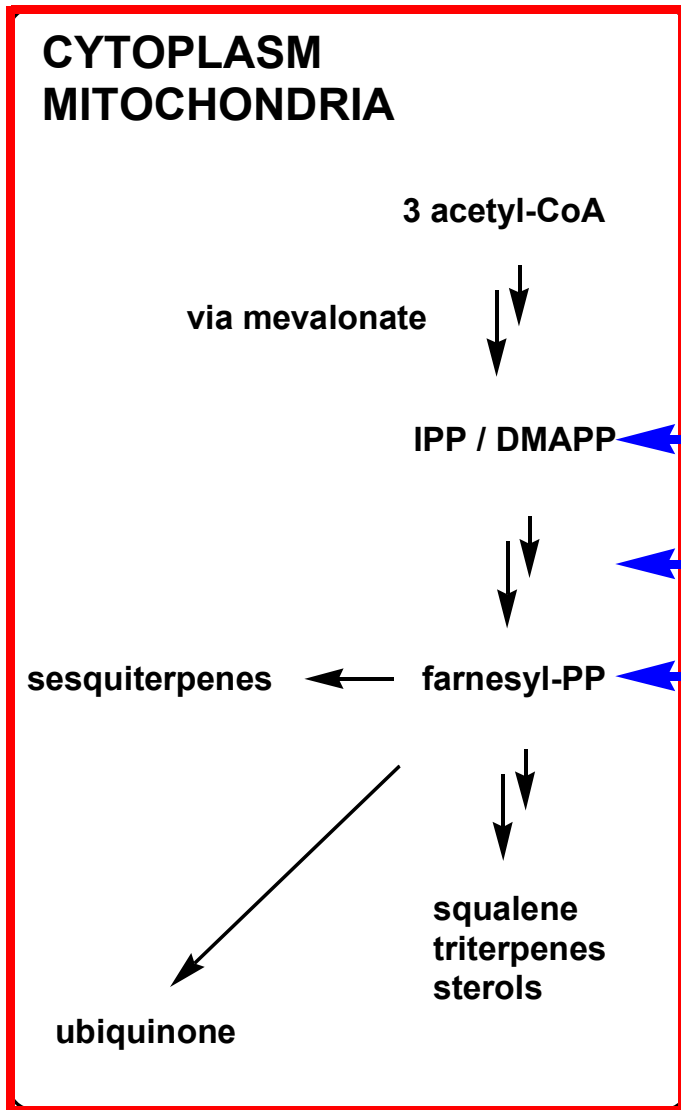 CYTOPLASM
MITOCHONDRIA
3 acetyl-CoA
via mevalonate
IPP / DMAPP
sesquiterpenes
farnesyl-PP
squalene
triterpenes
sterols
ubiquinone